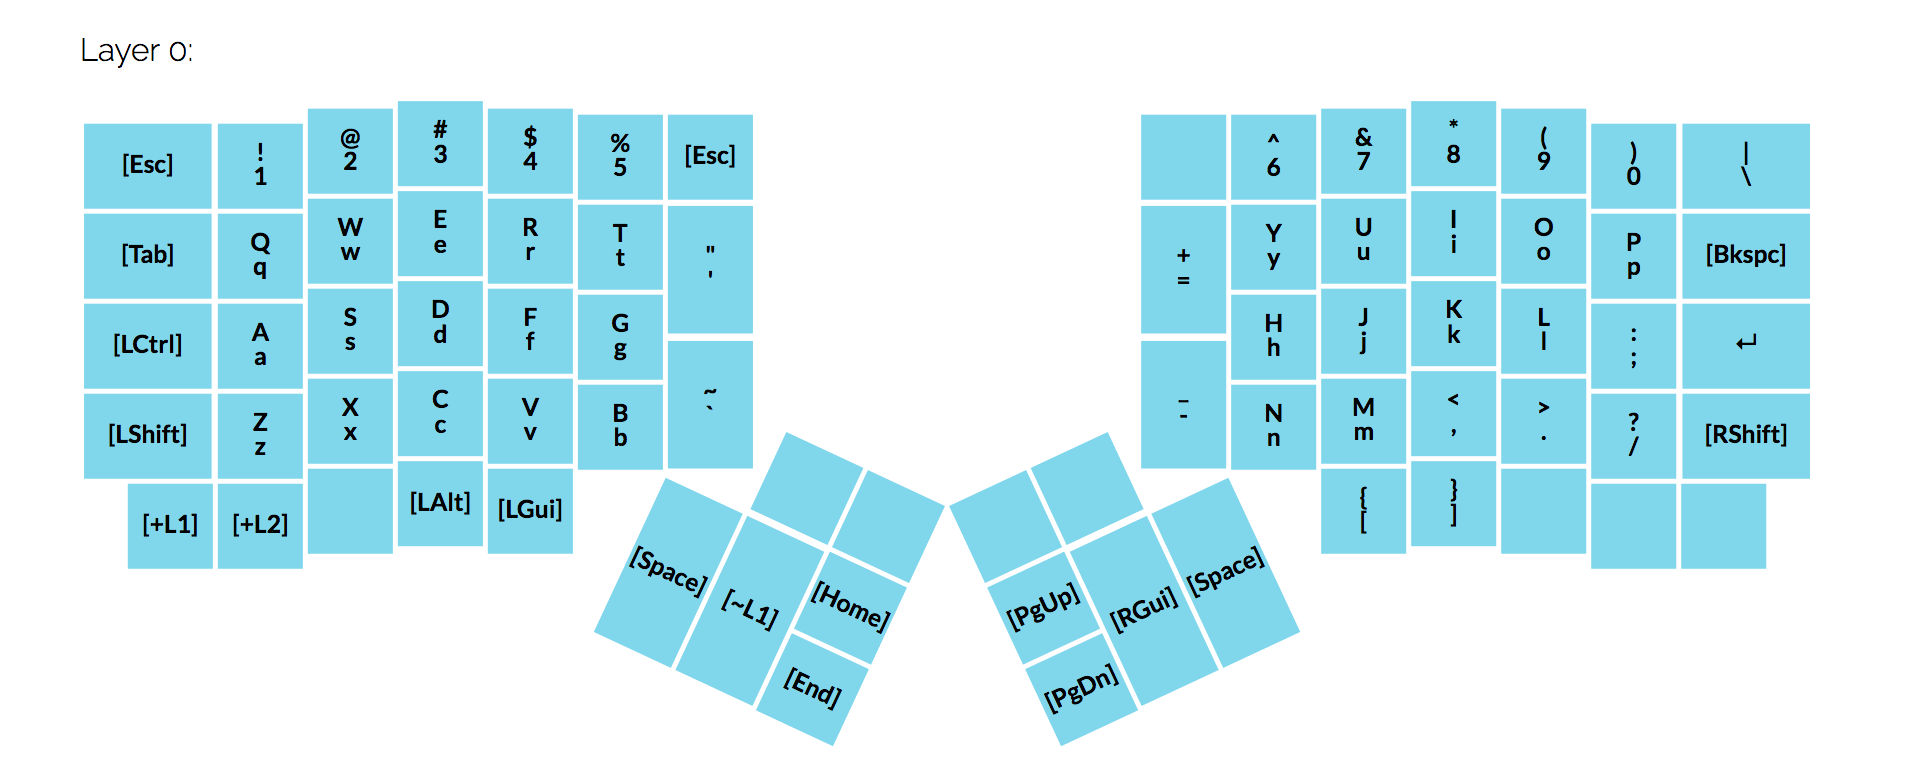 Layer 0:
[Esc]
!
1
@
2
#
3
$
4
%
5
[Esc]
^
6
&
7
*
8
(
9
)
0
|
\
[Tab]
Q
q
W
w
E
e
R
r
T
t
"
'
+
=
Y
y
U
u
I
i
O
o
P
p
[Bkspc]
[LCtrl]
A
a
S
s
D
d
F
f
G
g
H
h
J
j
K
k
L
l
:
;
↵
[LShift]
Z
z
X
x
C
c
V
v
B
b
~
`
_
-
N
n
M
m
<
,
>
.
?
/
[RShift]
[+L1]
[+L2]
[LAlt]
[LGui]
{
[
}
]
[Space]
[~L1]
[Home]
[End]
[PgUp]
[PgDn]
[RGui]
[Space]